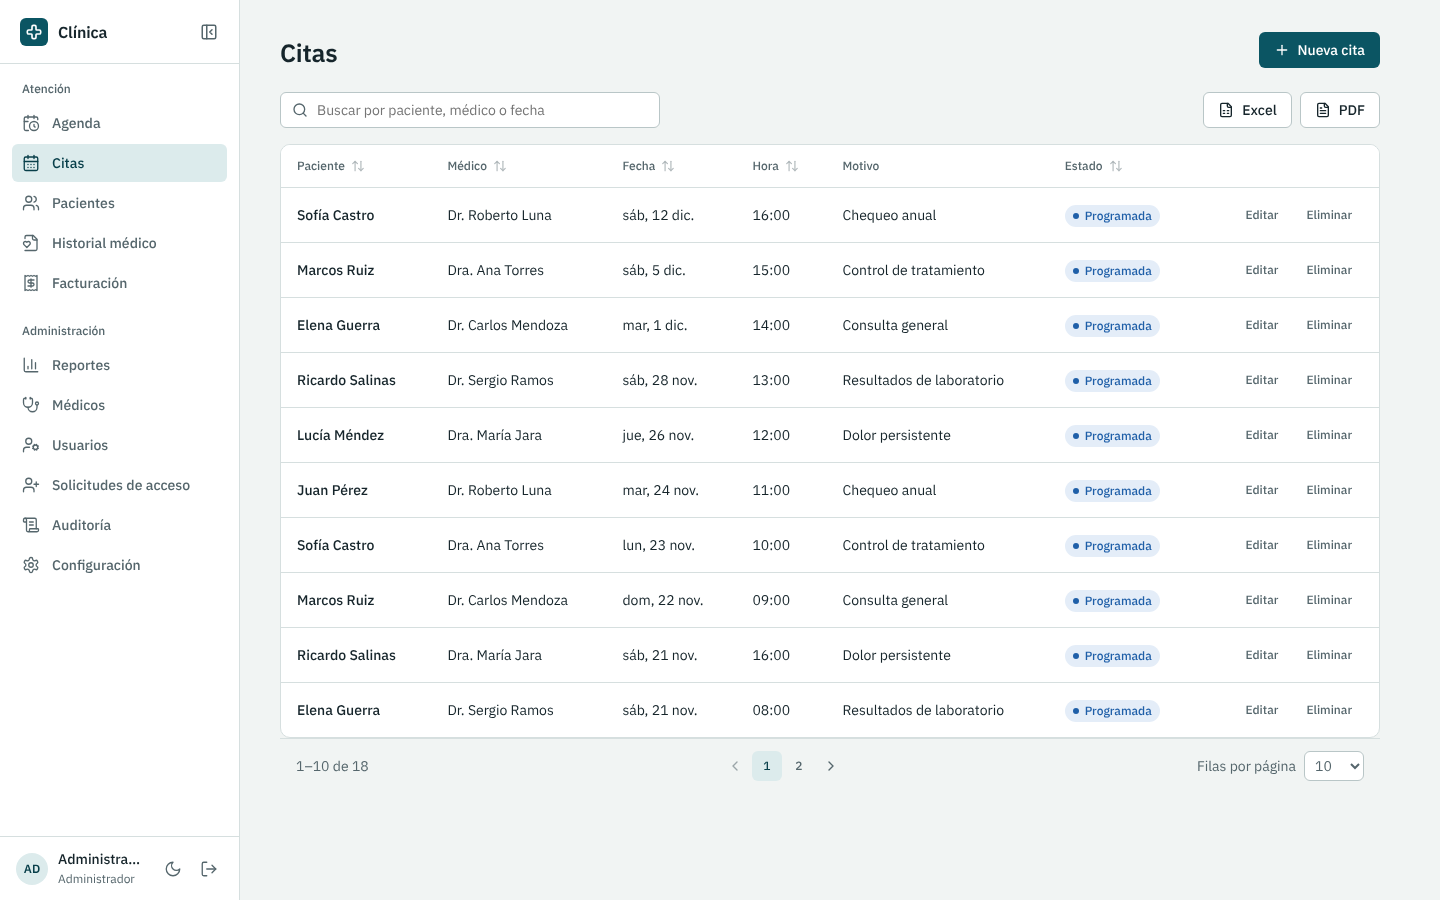 Clínica
Atención
Agenda
Citas
Pacientes
Historial médico
Facturación
Administración
Reportes
Médicos
Usuarios
Solicitudes de acceso
Auditoría
Configuración
AD
Administra...
Administrador
Citas
Nueva cita
Buscar por paciente, médico o fecha
Excel
PDF
Paciente Médico Fecha Hora Motivo Estado
Sofía Castro Dr. Roberto Luna sáb, 12 dic. 16:00 Chequeo anual Programada Editar Eliminar
Marcos Ruiz Dra. Ana Torres sáb, 5 dic. 15:00 Control de tratamiento Programada Editar Eliminar
Elena Guerra Dr. Carlos Mendoza mar, 1 dic. 14:00 Consulta general Programada Editar Eliminar
Ricardo Salinas Dr. Sergio Ramos sáb, 28 nov. 13:00 Resultados de laboratorio Programada Editar Eliminar
Lucía Méndez Dra. María Jara jue, 26 nov. 12:00 Dolor persistente Programada Editar Eliminar
Juan Pérez Dr. Roberto Luna mar, 24 nov. 11:00 Chequeo anual Programada Editar Eliminar
Sofía Castro Dra. Ana Torres lun, 23 nov. 10:00 Control de tratamiento Programada Editar Eliminar
Marcos Ruiz Dr. Carlos Mendoza dom, 22 nov. 09:00 Consulta general Programada Editar Eliminar
Ricardo Salinas Dra. María Jara sáb, 21 nov. 16:00 Dolor persistente Programada Editar Eliminar
Elena Guerra Dr. Sergio Ramos sáb, 21 nov. 08:00 Resultados de laboratorio Programada Editar Eliminar
1–10 de 18
1 2
Filas por página 10